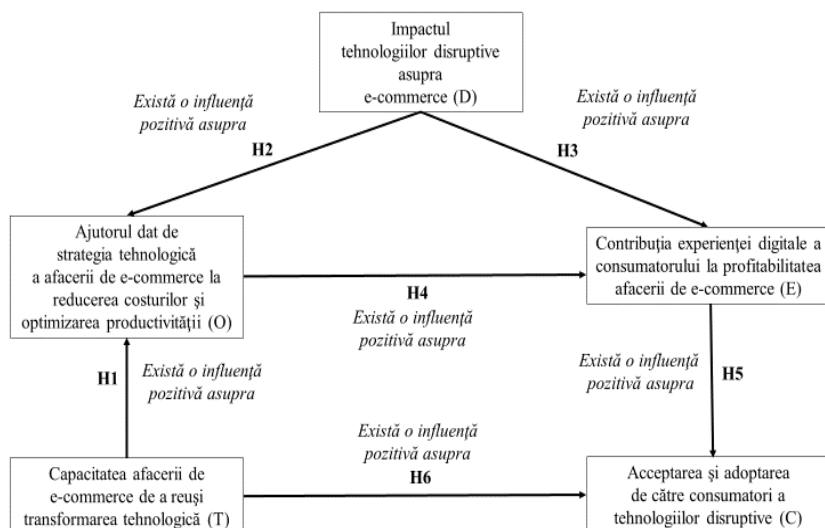 Impactul
tehnologiilor disruptive
asupra
e-commerce (D)
Există o influență
pozitivă asupra
Există o influență
pozitivă asupra
H2
H3
Ajutorul dat de
strategia tehnologică
a afacerii de e-commerce la
reducerea costurilor și
optimizarea productivității (O)
Contribuția experienței digitale a
consumatorului la profitabilitatea
afacerii de e-commerce (E)
H4
Există o influență
pozitivă asupra
H1
Există o influență
pozitivă asupra
Există o influență
pozitivă asupra
H5
Există o influență
pozitivă asupra
H6
Capacitatea afacerii de
e-commerce de a reuși
transformarea tehnologică (T)
Acceptarea și adoptarea
de către consumatori a
tehnologiilor disruptive (C)